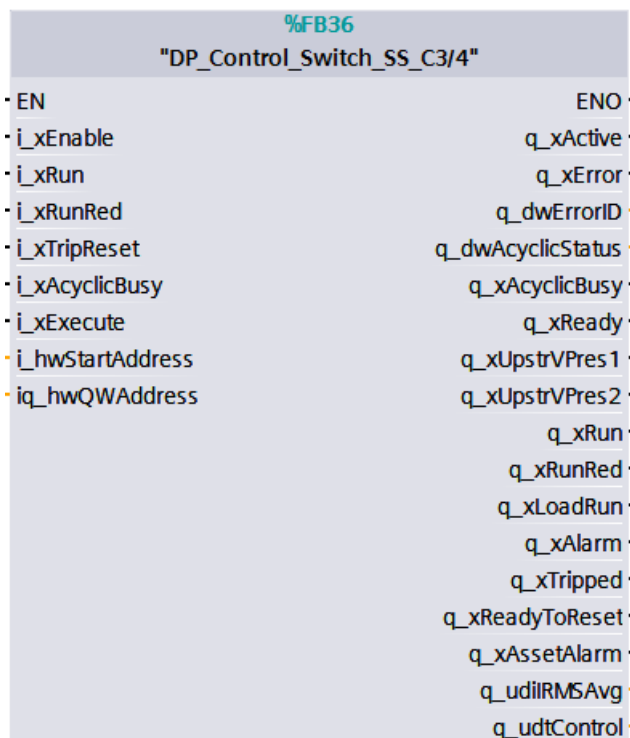 %FB36
"DP_Control_Switch_SS_C3/4"
EN ENO
i_xEnable q_xActive
i_xRun q_xError
i_xRunRed q_dwErrorID
i_xTripReset q_dwAcyclicStatus
i_xAcyclicBusy q_xAcyclicBusy
i_xExecute q_xReady
i_hwStartAddress q_xUpstrVPres1
iq_hwQWAddress q_xUpstrVPres2
q_xRun
q_xRunRed
q_xLoadRun
q_xAlarm
q_xTripped
q_xReadyToReset
q_xAssetAlarm
q_udiIRMSAvg
q_udtControl